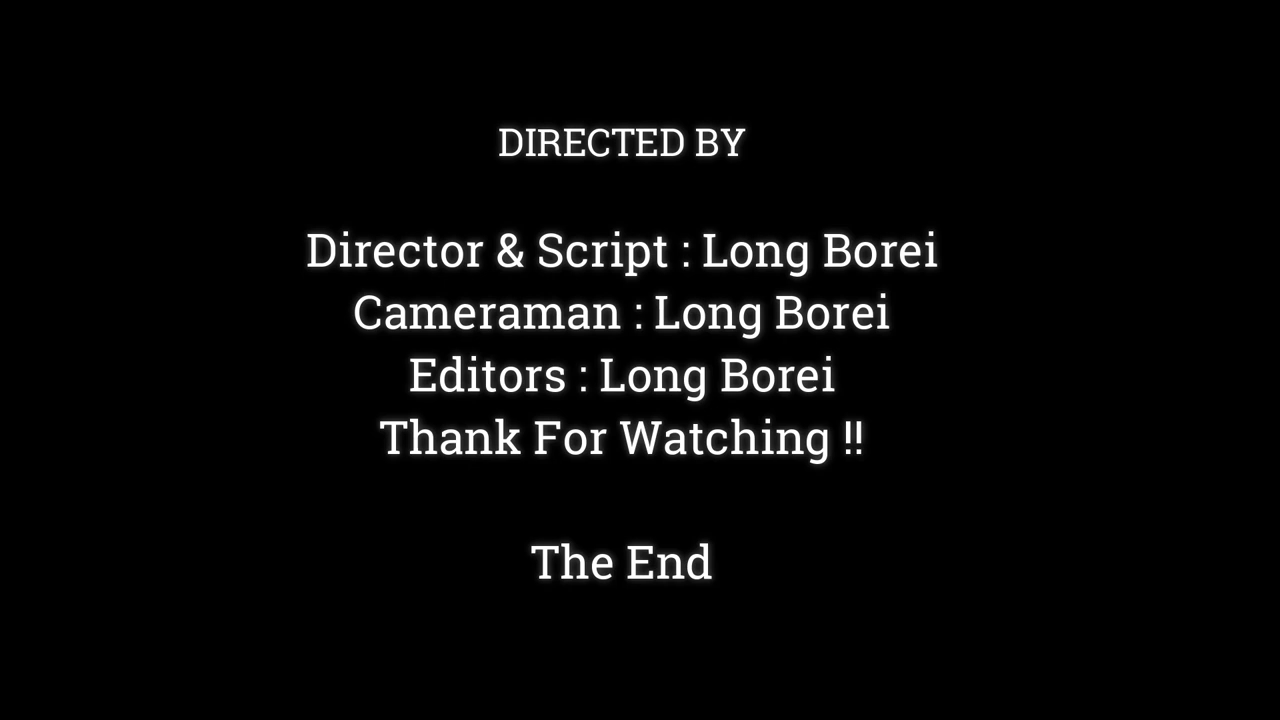 DIRECTED BY
Director & Script : Long Borei
Cameraman : Long Borei
Editors : Long Borei
Thank For Watching !!
The End